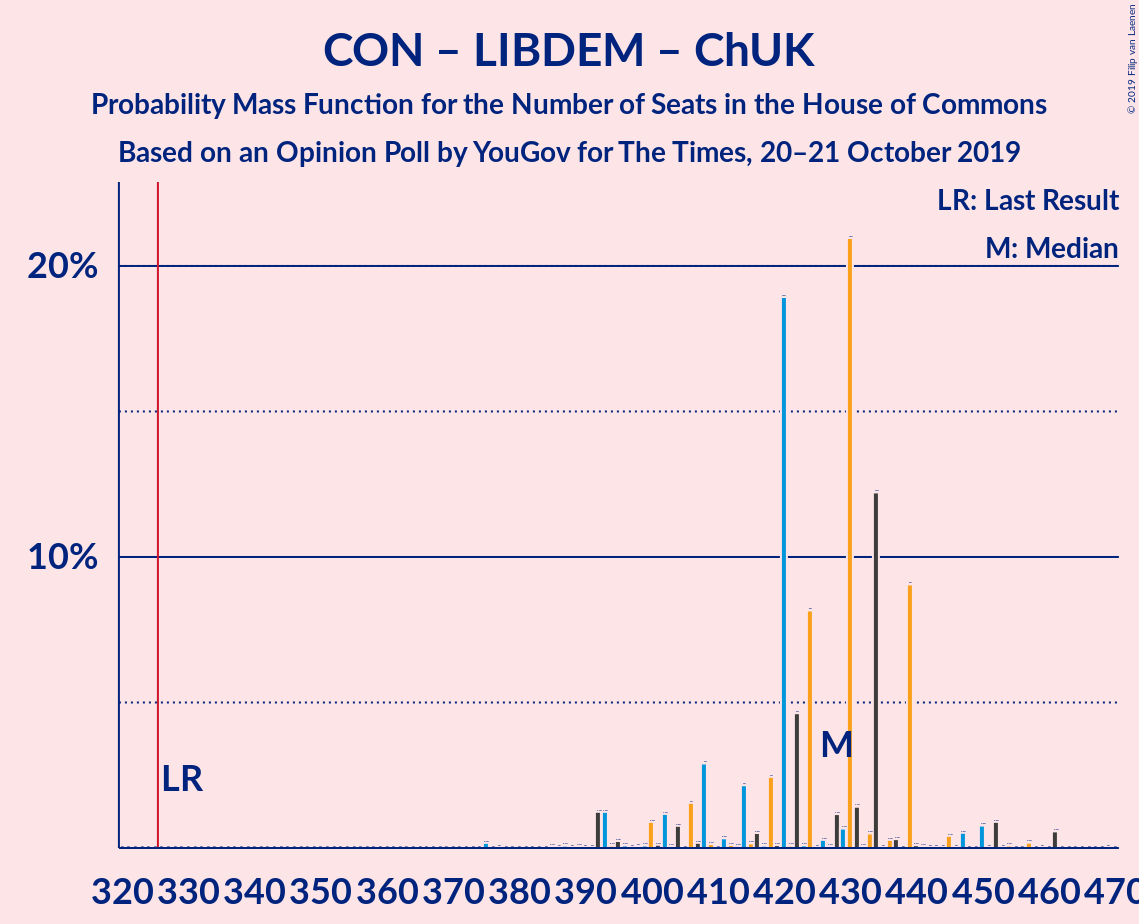 CON – LIBDEM – ChUK
Probability Mass Function for the Number of Seats in the House of Commons
Based on an Opinion Poll by YouGov for The Times, 20–21 October 2019
© 2019 Filip van Laenen
LR: Last Result
M: Median
20%
10%
M
LR
320 330 340 350 360 370 380 390 400 410 420 430 440 450 460 470